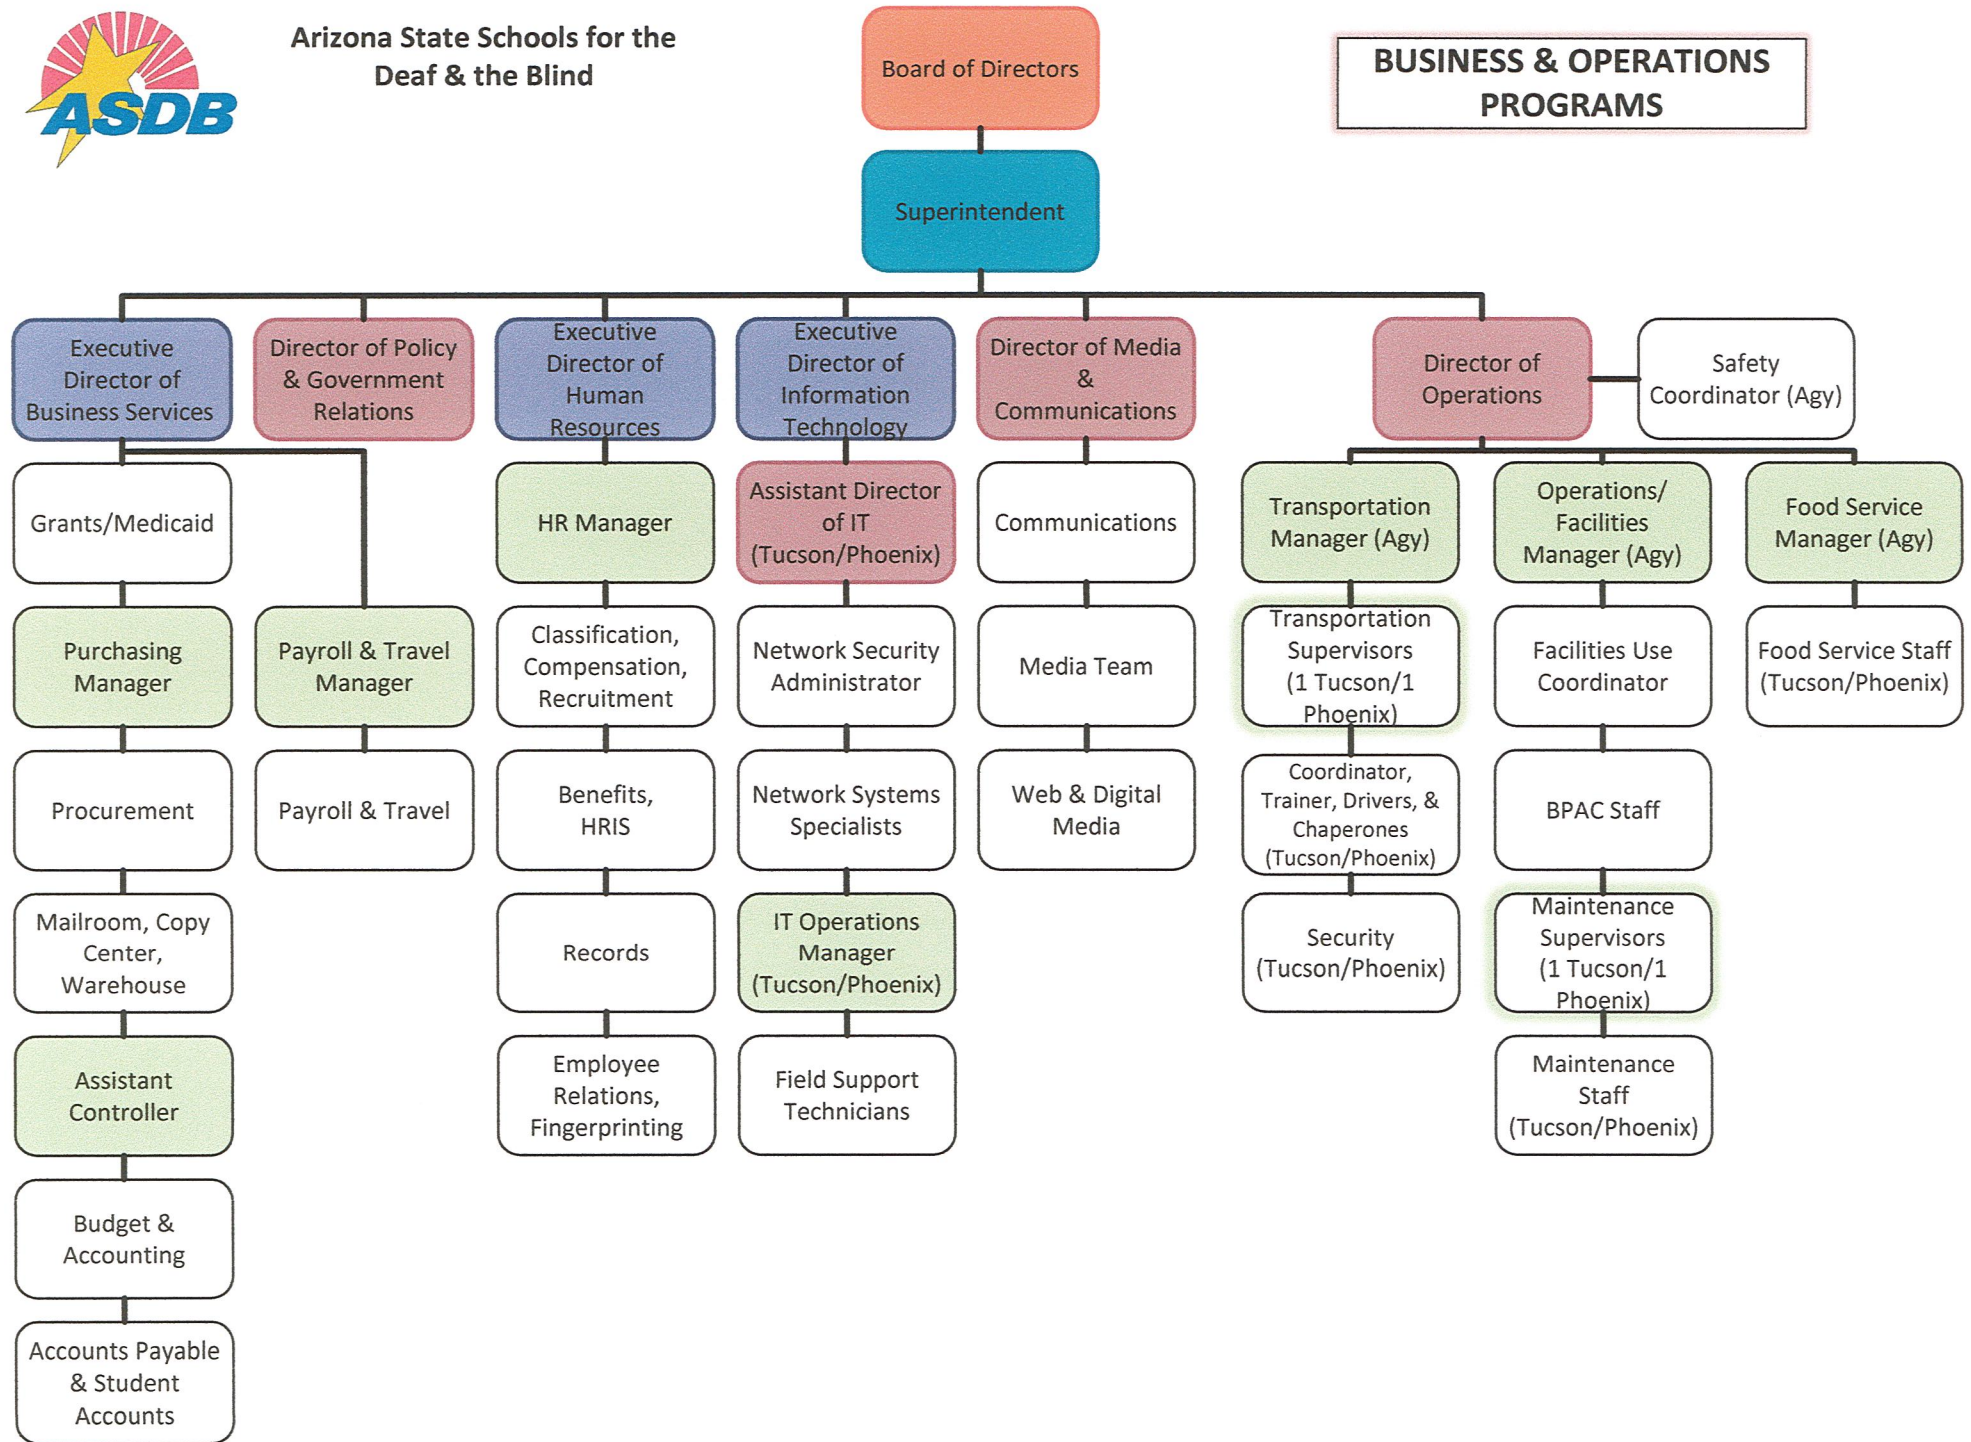 ASDB
Arizona State Schools for the
Deaf & the Blind
Board of Directors
BUSINESS & OPERATIONS
PROGRAMS
Superintendent
Executive
Director of
Business Services
Director of Policy
& Government
Relations
Executive
Director of
Human
Resources
Executive
Director of
Information
Technology
Director of Media
&
Communications
Director of
Operations
Safety
Coordinator (Agy)
Grants/Medicaid
HR Manager
Assistant Director
of IT
(Tucson/Phoenix)
Communications
Transportation
Manager (Agy)
Operations/
Facilities
Manager (Agy)
Food Service
Manager (Agy)
Purchasing
Manager
Payroll & Travel
Manager
Classification,
Compensation,
Recruitment
Network Security
Administrator
Media Team
Transportation
Supervisors
(1 Tucson/1
Phoenix)
Facilities Use
Coordinator
Food Service Staff
(Tucson/Phoenix)
Procurement
Payroll & Travel
Benefits,
HRIS
Network Systems
Specialists
Web & Digital
Media
Coordinator,
Trainer, Drivers, &
Chaperones
(Tucson/Phoenix)
BPAC Staff
Mailroom, Copy
Center,
Warehouse
Records
IT Operations
Manager
(Tucson/Phoenix)
Security
(Tucson/Phoenix)
Maintenance
Supervisors
(1 Tucson/1
Phoenix)
Assistant
Controller
Employee
Relations,
Fingerprinting
Field Support
Technicians
Maintenance
Staff
(Tucson/Phoenix)
Budget &
Accounting
Accounts Payable
& Student
Accounts